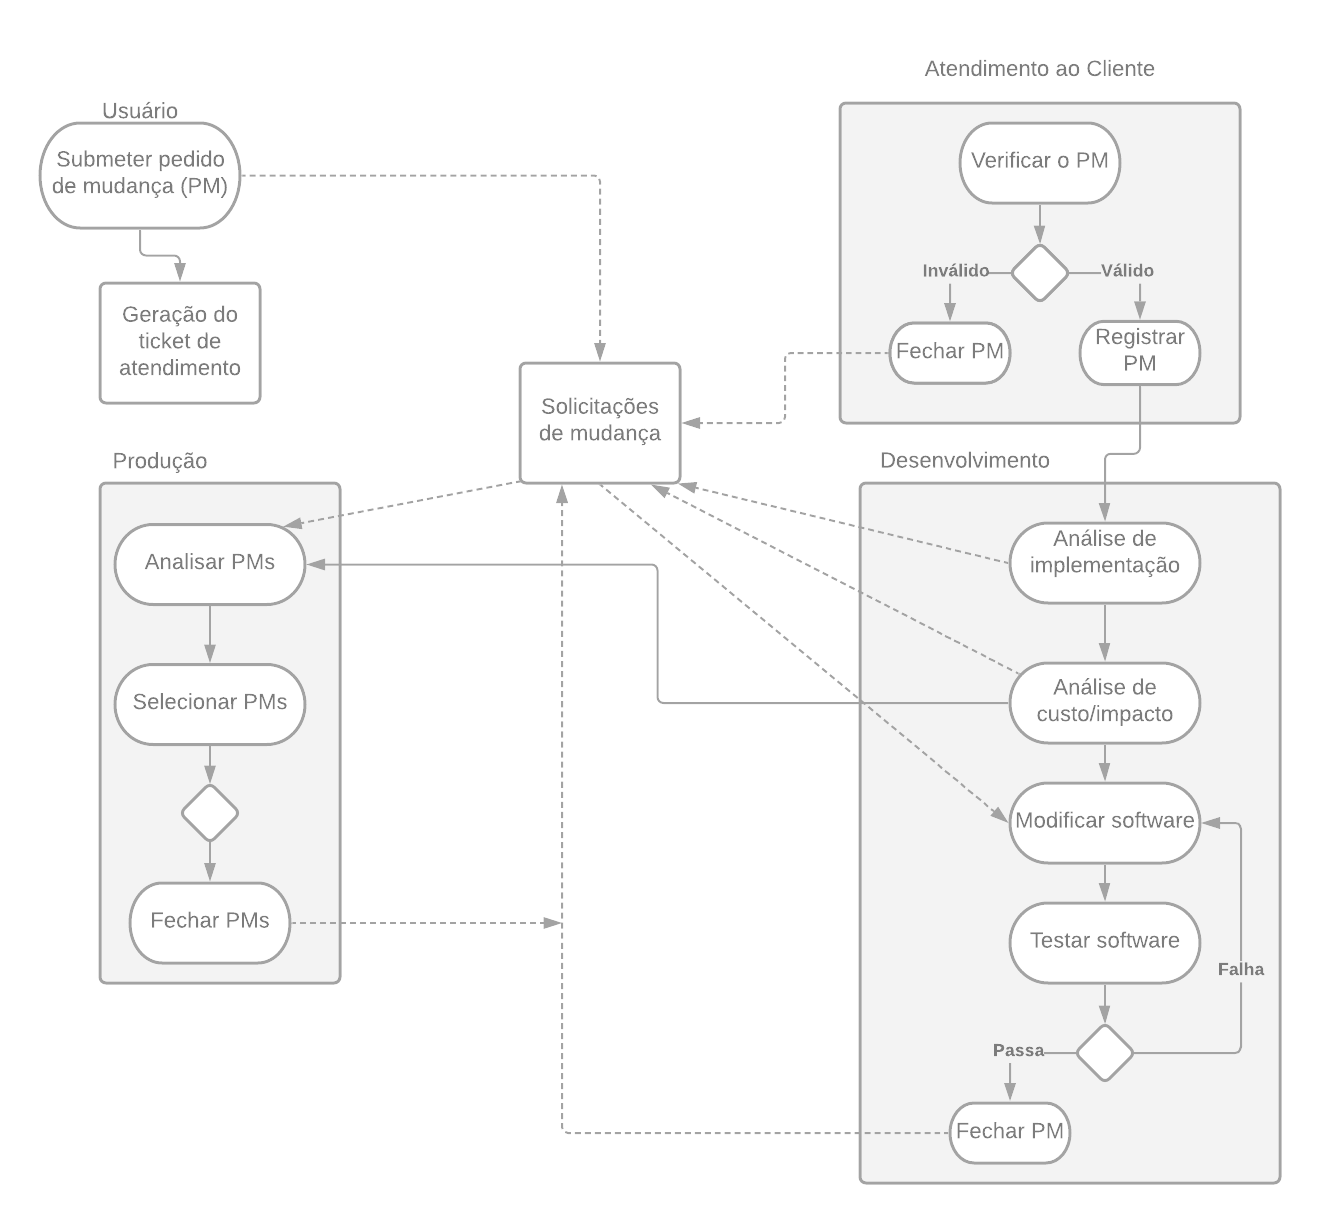 Atendimento ao Cliente
Usuário
Submeter pedido
de mudança (PM)
Verificar o PM
Inválido
Válido
Geração do
ticket de
atendimento
Fechar PM
Registrar
PM
Solicitações
de mudança
Produção
Desenvolvimento
Analisar PMs
Análise de
implementação
Selecionar PMs
Análise de
custo/impacto
Modificar software
Fechar PMs
Testar software
Falha
Passa
Fechar PM